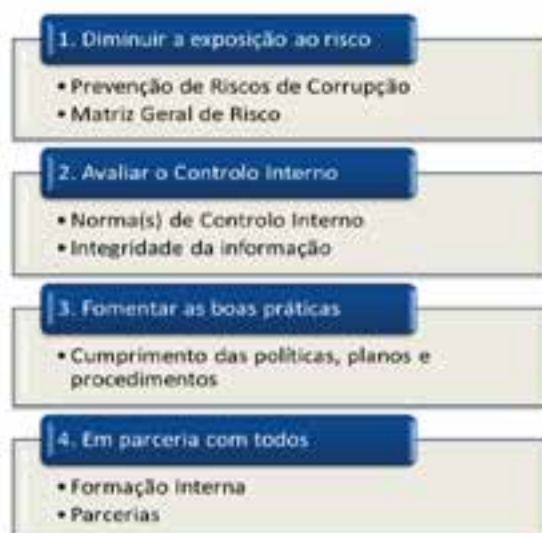 1. Diminuir a exposição ao risco
• Prevenção de Riscos de Corrupção
• Matriz Geral de Risco
2. Avaliar o Controlo Interno
• Norma(s) de Controlo Interno
• Integridade da informação
3. Fomentar as boas práticas
• Cumprimento das políticas, planos e
procedimentos
4. Em parceria com todos
• Formação Interna
• Parcerias